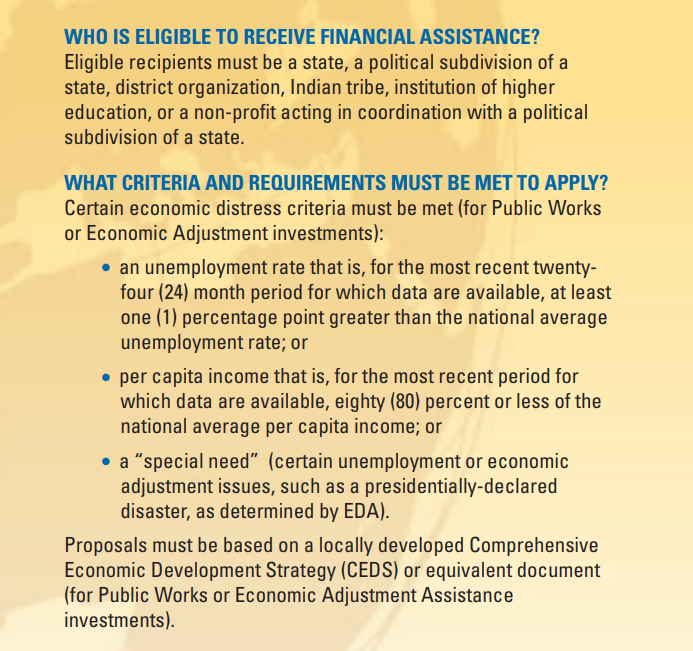 WHO IS ELIGIBLE TO RECEIVE FINANCIAL ASSISTANCE?
Eligible recipients must be a state, a political subdivision of a
state, district organization, Indian tribe, institution of higher
education, or a non-profit acting in coordination with a political
subdivision of a state.
WHAT CRITERIA AND REQUIREMENTS MUST BE MET TO APPLY?
Certain economic distress criteria must be met (for Public Works
or Economic Adjustment investments):
• an unemployment rate that is, for the most recent twenty-
four (24) month period for which data are available, at least
one (1) percentage point greater than the national average
unemployment rate; or
• per capita income that is, for the most recent period for
which data are available, eighty (80) percent or less of the
national average per capita income; or
• a “special need” (certain unemployment or economic
adjustment issues, such as a presidentially-declared
disaster, as determined by EDA).
Proposals must be based on a locally developed Comprehensive
Economic Development Strategy (CEDS) or equivalent document
(for Public Works or Economic Adjustment Assistance
investments).